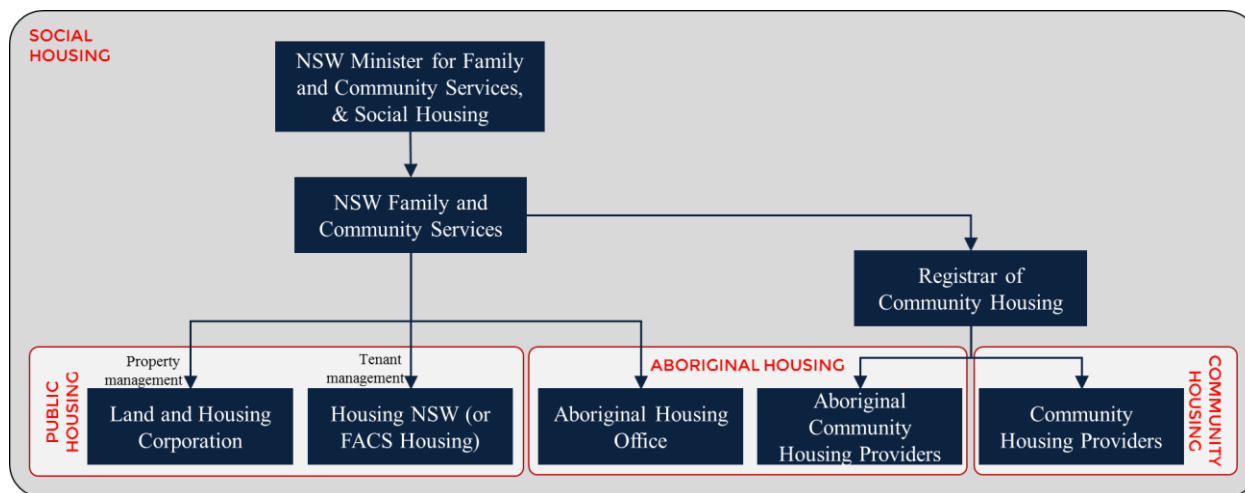 SOCIAL
HOUSING
NSW Minister for Family
and Community Services,
& Social Housing
NSW Family and
Community Services
Registrar of
Community Housing
PUBLIC
HOUSING
Property
management
Land and Housing
Corporation
Tenant
management
Housing NSW (or
FACS Housing)
ABORIGINAL HOUSING
Aboriginal Housing
Office
Aboriginal
Community
Housing Providers
Community
Housing Providers
COMMUNITY
HOUSING